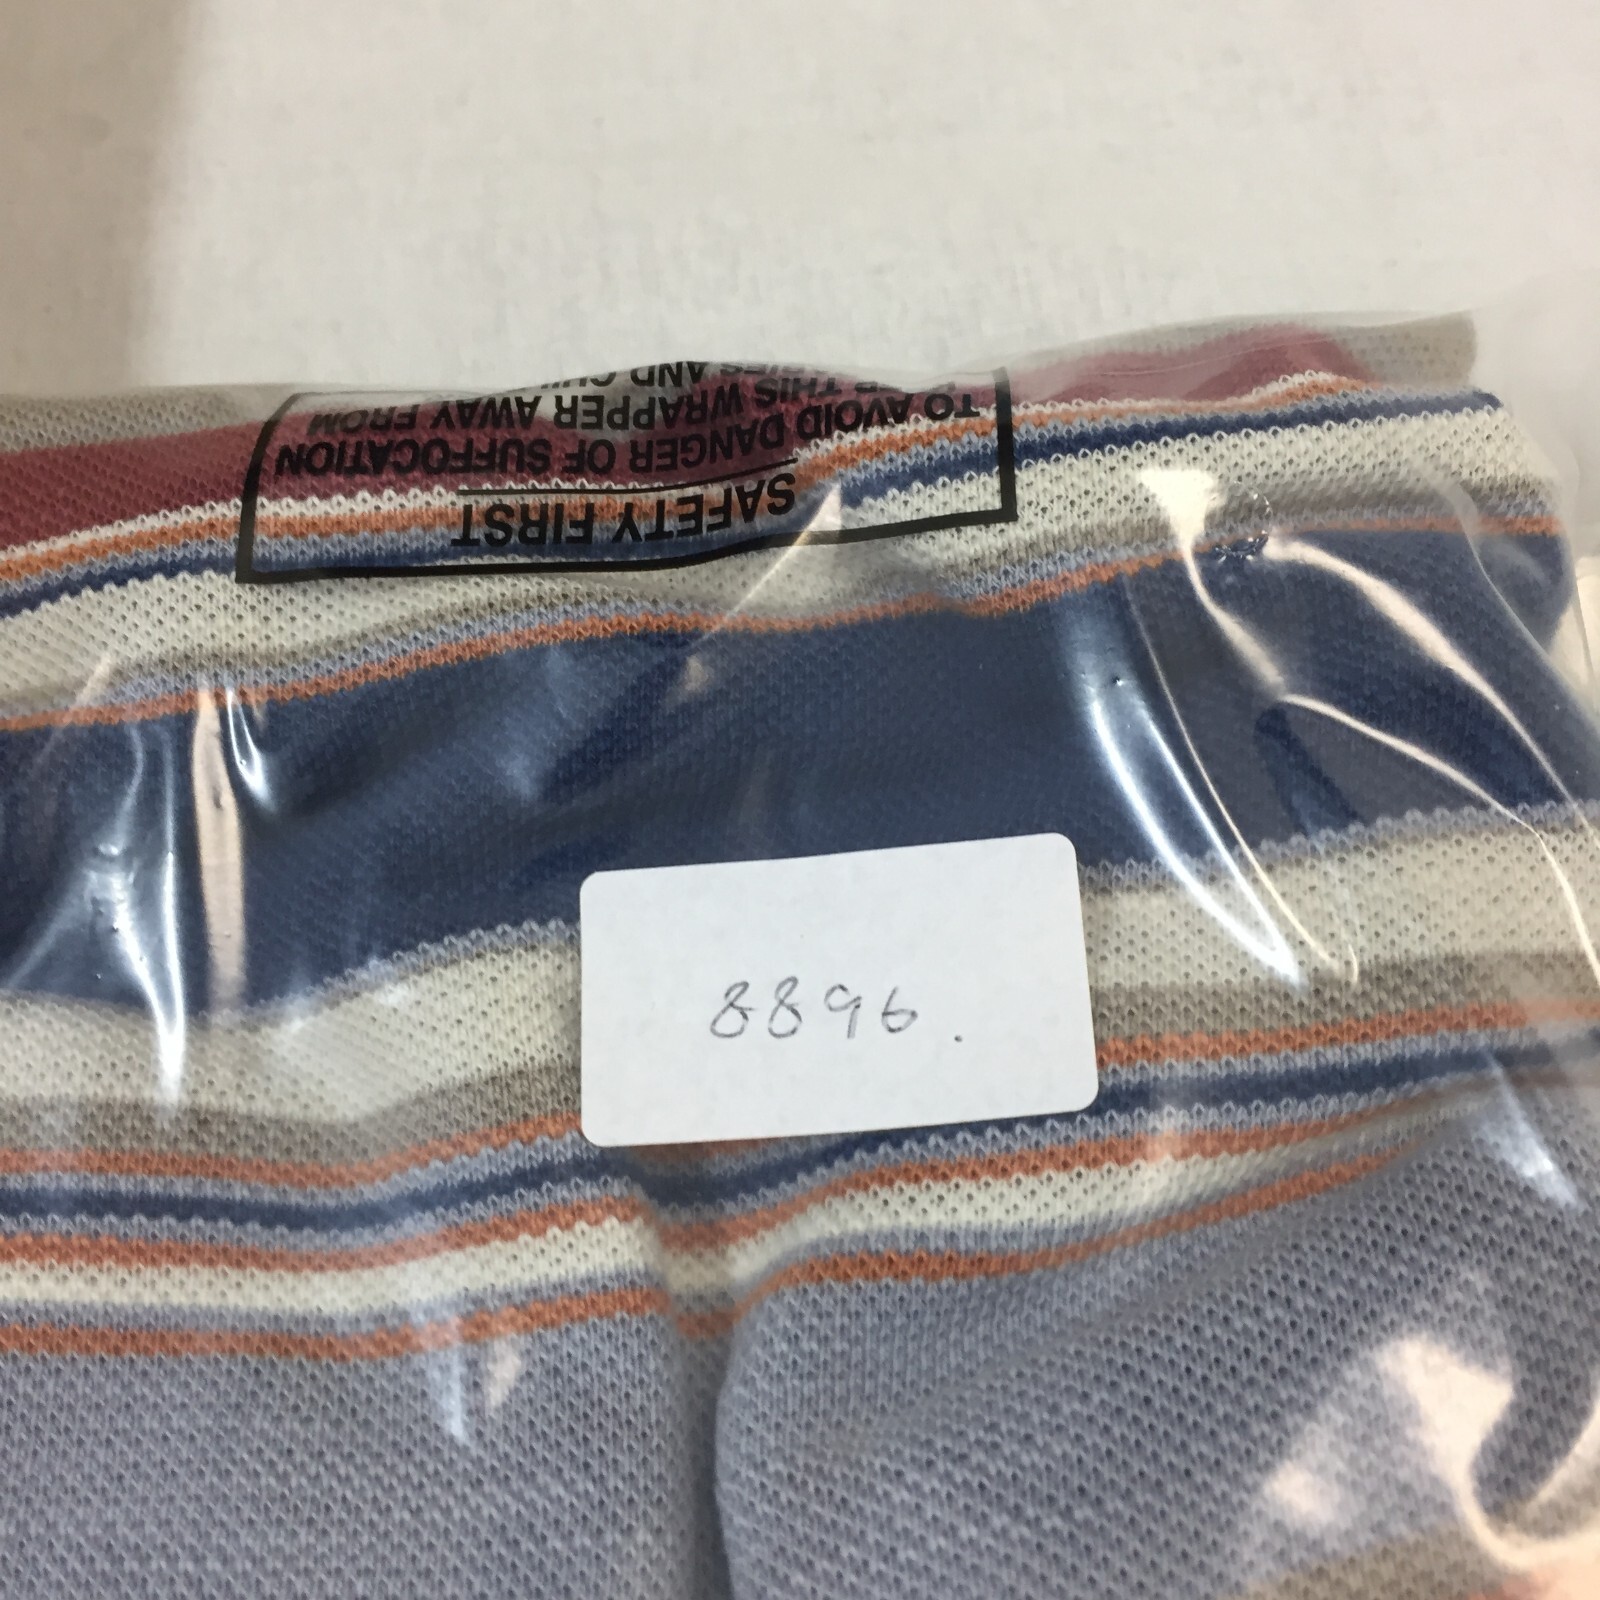 SAFETY FIRST
TO AVOID DANGER OF SUFFOCATION
THIS WRAPPER AWAY FROM
AND
8896.